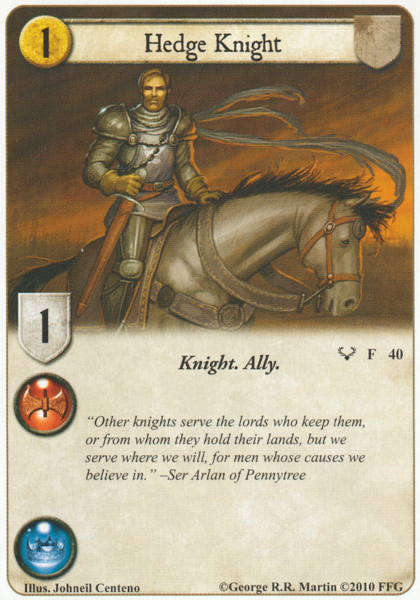 1
Hedge Knight
1
Knight. Ally.
F 40
“Other knights serve the lords who keep them,
or from whom they hold their lands, but we
serve where we will, for men whose causes we
believe in.” –Ser Arlan of Pennytree
Illus. Johneil Centeno
©George R.R. Martin ©2010 FFG